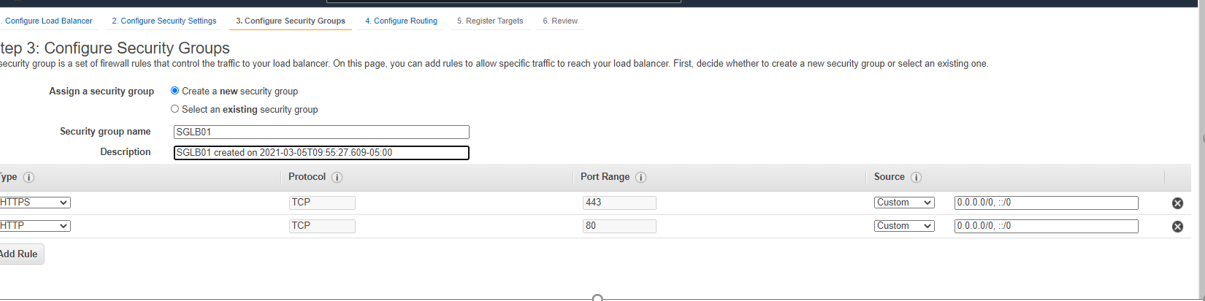 . Configure Load Balancer 2. Configure Security Settings 3. Configure Security Groups 4. Configure Routing 5. Register Targets 6. Review
tep 3: Configure Security Groups
security group is a set of firewall rules that control the traffic to your load balancer. On this page, you can add rules to allow specific traffic to reach your load balancer. First, decide whether to create a new security group or select an existing one.
Assign a security group Create a new security group
Select an existing security group
Security group name SGLB01
Description SGLB01 created on 2021-03-05T09:55:27.609-05:00
Type i Protocol i Port Range i Source i
HTTPS TCP 443 Custom 0.0.0.0/0, ::/0
HTTP TCP 80 Custom 0.0.0.0/0, ::/0
Add Rule